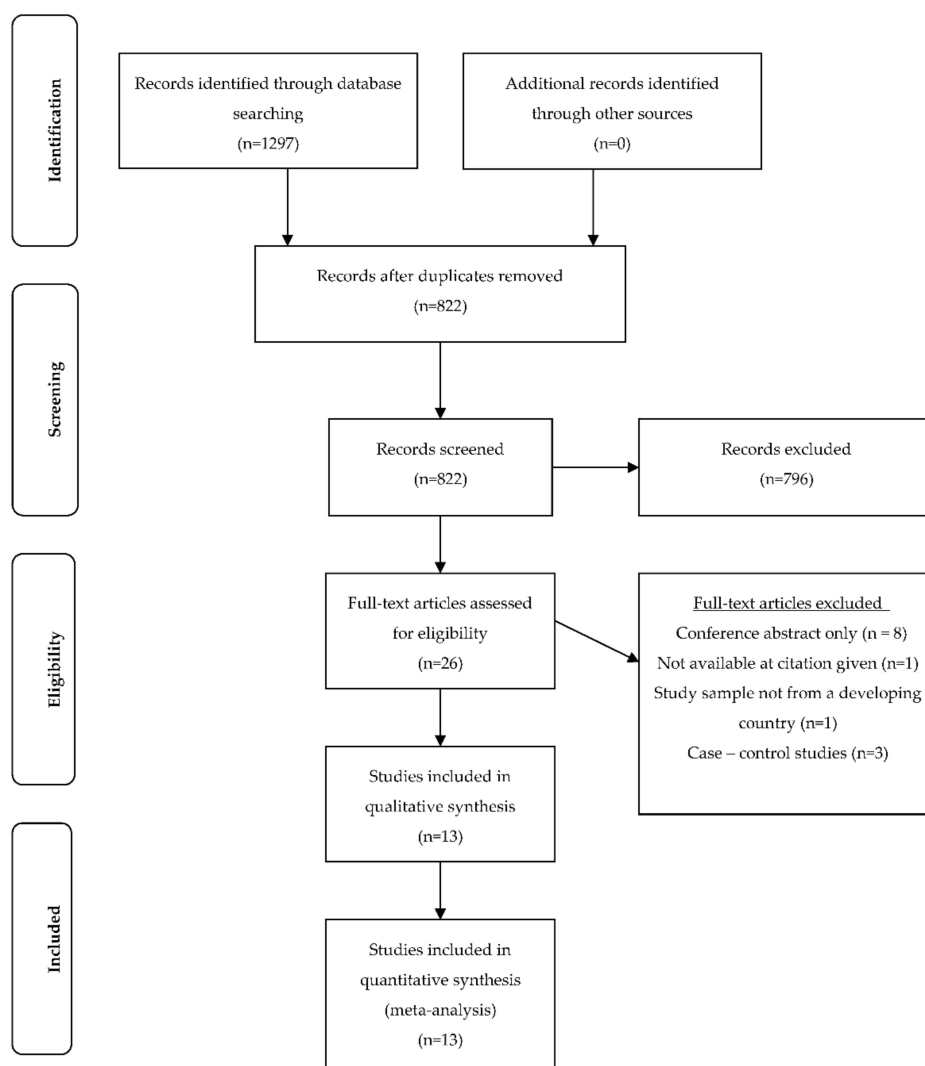 Identification
Records identified through database
searching
(n=1297)
Additional records identified
through other sources
(n=0)
Records after duplicates removed
(n=822)
Screening
Records screened
(n=822)
Records excluded
(n=796)
Eligibility
Full-text articles assessed
for eligibility
(n=26)
Full-text articles excluded
Conference abstract only (n = 8)
Not available at citation given (n=1)
Study sample not from a developing
country (n=1)
Case – control studies (n=3)
Studies included in
qualitative synthesis
(n=13)
Included
Studies included in
quantitative synthesis
(meta-analysis)
(n=13)